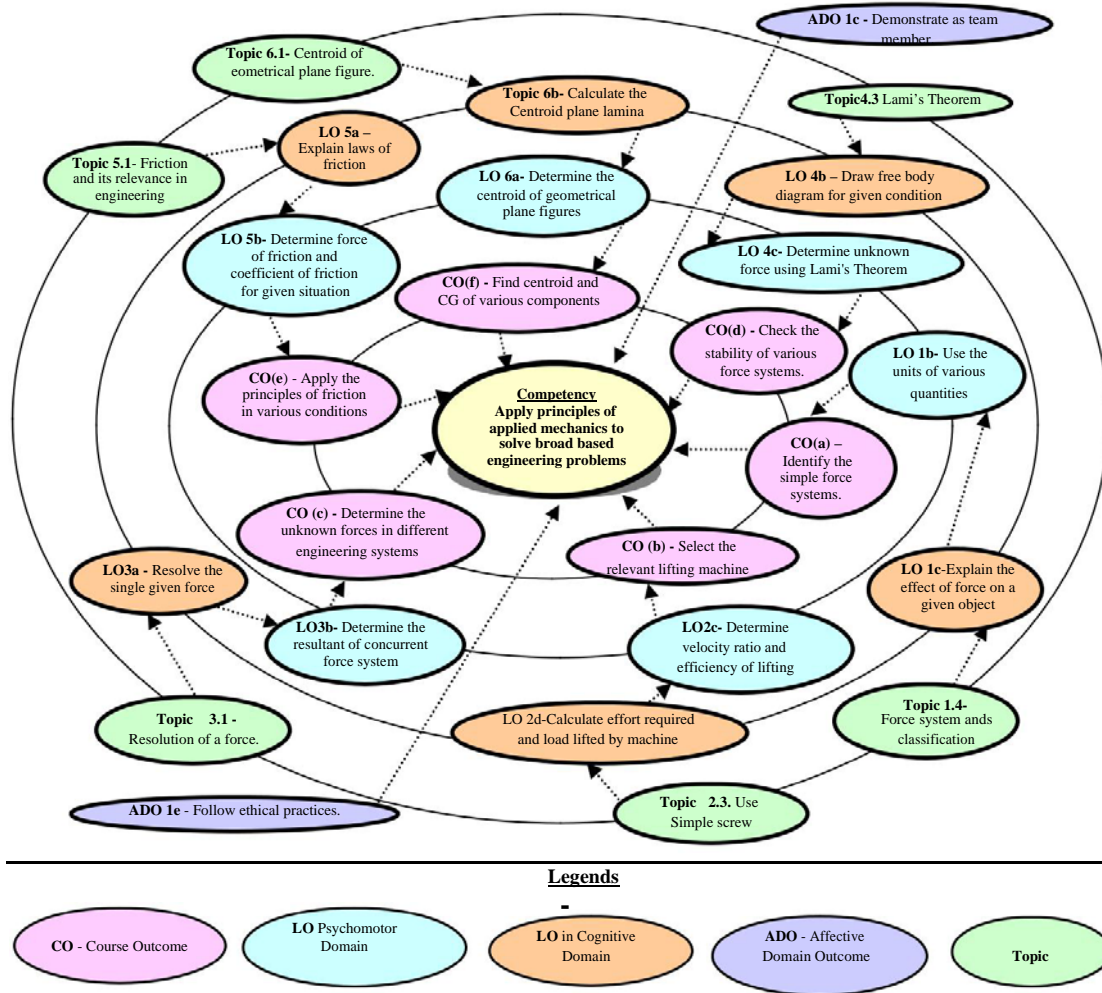 ADO 1c - Demonstrate as team
member
Topic 6.1- Centroid of
eometrical plane figure.
Topic 6b- Calculate the
Centroid plane lamina
Topic4.3 Lami's Theorem
LO 5a –
Explain laws of
friction
Topic 5.1- Friction
and its relevance in
engineering
LO 6a- Determine the
centroid of geometrical
plane figures
LO 4b – Draw free body
diagram for given condition
LO 5b- Determine force
of friction and
coefficient of friction
for given situation
LO 4c- Determine unknown
force using Lami's Theorem
CO(f) - Find centroid and
CG of various components
CO(d) - Check the
stability of various
force systems.
LO 1b- Use the
units of various
quantities
CO(e) - Apply the
principles of friction
in various conditions
Competency
Apply principles of
applied mechanics to
solve broad based
engineering problems
CO(a) –
Identify the
simple force
systems.
CO (c) - Determine the
unknown forces in different
engineering systems
CO (b) - Select the
relevant lifting machine
LO3a - Resolve the
single given force
LO 1c-Explain the
effect of force on a
given object
LO3b- Determine the
resultant of concurrent
force system
LO2c- Determine
velocity ratio and
efficiency of lifting
Topic 3.1 -
Resolution of a force.
LO 2d-Calculate effort required
and load lifted by machine
Topic 1.4-
Force system ands
classification
ADO 1e - Follow ethical practices.
Topic 2.3. Use
Simple screw
Legends
-
CO - Course Outcome
LO Psychomotor
Domain
LO in Cognitive
Domain
ADO - Affective
Domain Outcome
Topic